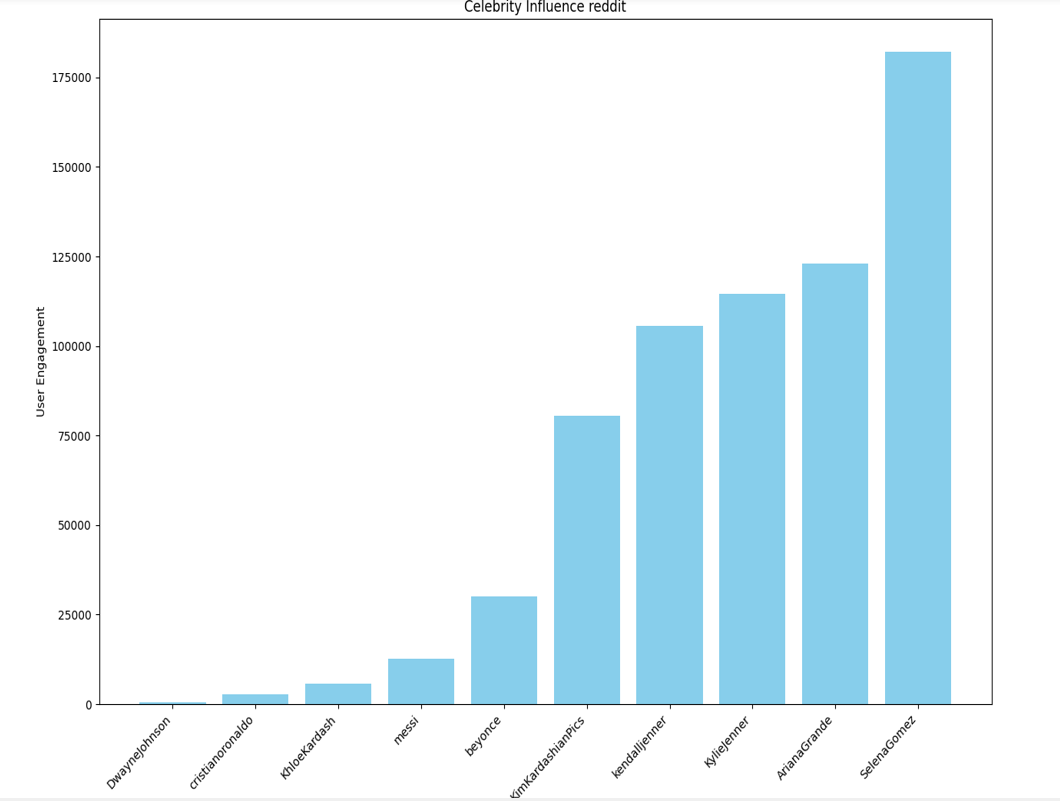 Celebrity Influence reddit
User Engagement
175000
150000
125000
100000
75000
50000
25000
0
DwayneJohnson
cristianoronaldo
KhloeKardash
messi
beyonce
KimKardashianPics
kendalljenner
KylieJenner
ArianaGrande
SelenaGomez